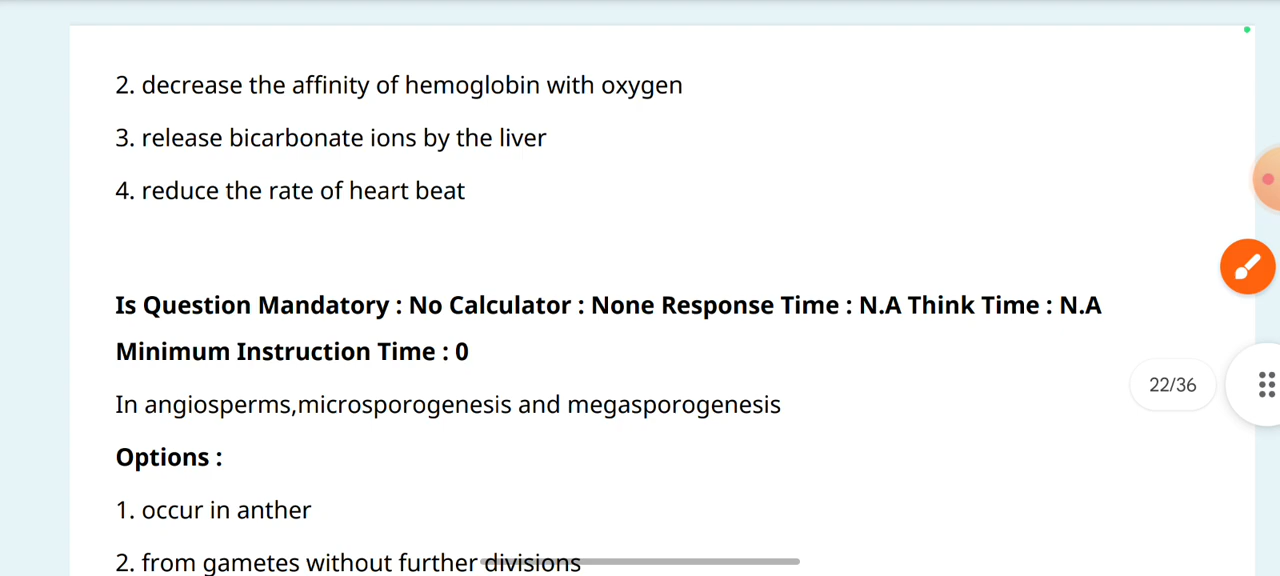 2. decrease the affinity of hemoglobin with oxygen
3. release bicarbonate ions by the liver
4. reduce the rate of heart beat
Is Question Mandatory : No Calculator : None Response Time : N.A Think Time : N.A
Minimum Instruction Time : 0
22/36
In angiosperms,microsporogenesis and megasporogenesis
Options :
1. occur in anther
2. from gametes without further divisions